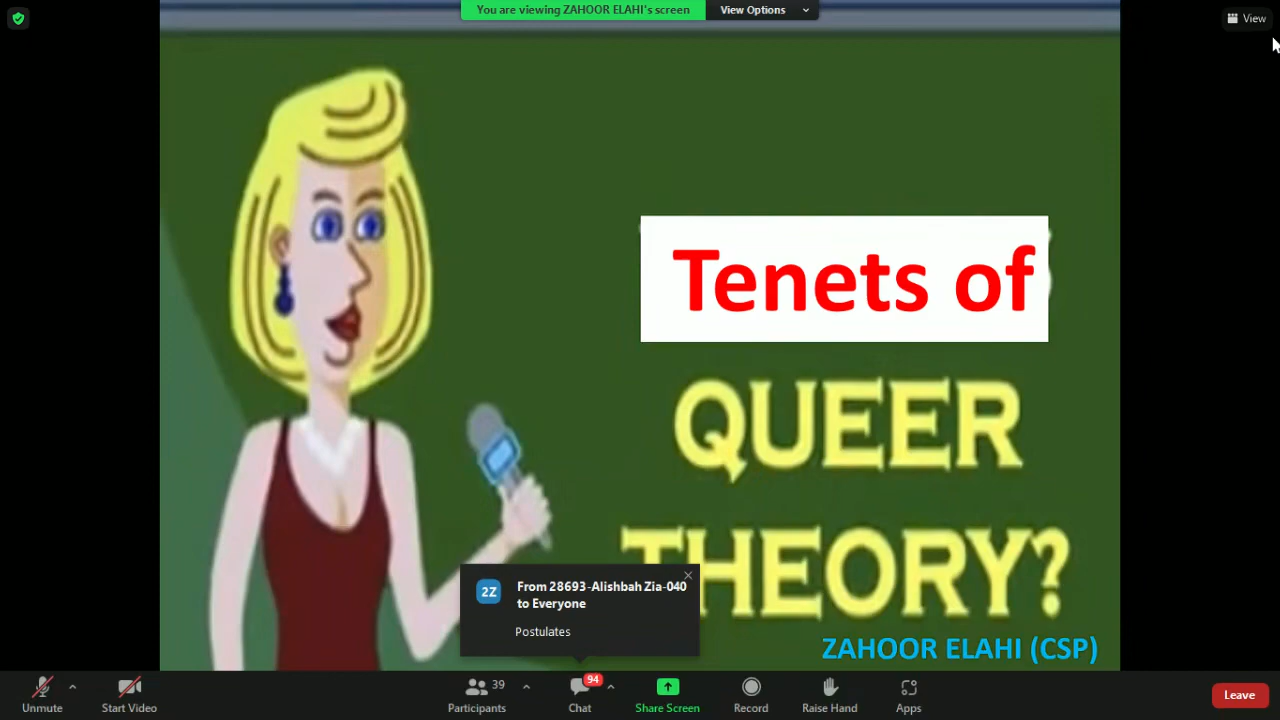 You are viewing ZAHOOR ELAHI's screen
View Options
View
Tenets of
QUEER
THEORY?
ZAHOOR ELAHI (CSP)
2Z
From 28693-Alishbah Zia-040
to Everyone
Postulates
Unmute
Start Video
39
Participants
94
Chat
Share Screen
Record
Raise Hand
Apps
Leave